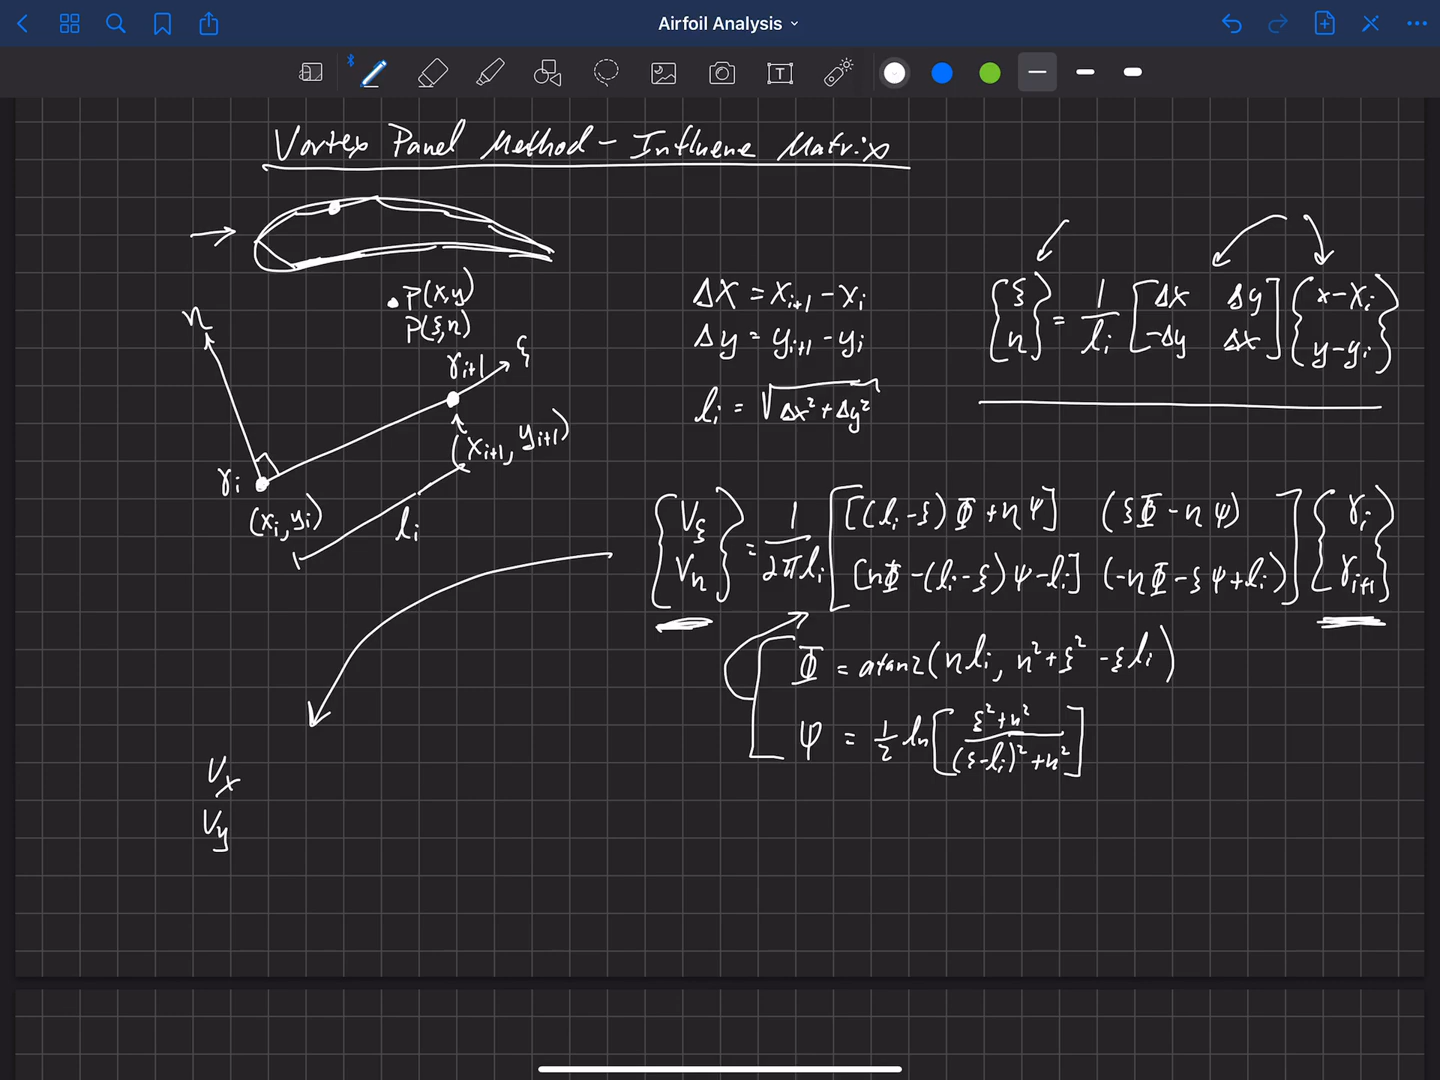 Airfoil Analysis
T
Vortex Panel Method - Influene Matrix
P(x,y)
P(ξ,η)
η
ξ
γi+1
(xi+1, yi+1)
γi
(xi, yi)
li
Δx = xi+1 - xi
Δy = yi+1 - yi
li = √(Δx² + Δy²)
{ξ η} = 1/li [Δx Δy -Δy Δx] {x-xi y-yi}
{Vξ Vη} = 1/(2πli) [[(li-ξ)Φ+ηψ] (ξΦ-ηψ) [ηΦ-(li-ξ)ψ-li] (-ηΦ-ξψ+li)] {γi γi+1}
Φ = atan2(ηli, η²+ξ²-ξli)
ψ = 1/2 ln[(ξ²+η²)/((ξ-li)²+η²)]
Vx
Vy